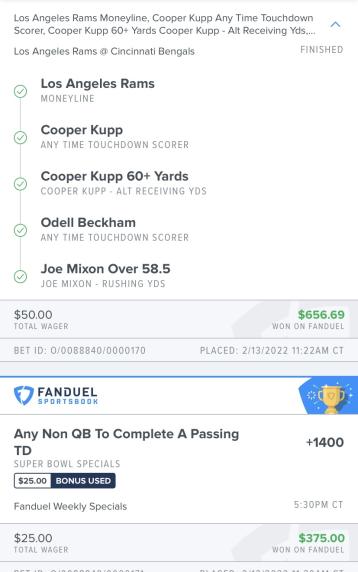 Los Angeles Rams Moneyline, Cooper Kupp Any Time Touchdown
Scorer, Cooper Kupp 60+ Yards Cooper Kupp - Alt Receiving Yds,...
Los Angeles Rams @ Cincinnati Bengals FINISHED
Los Angeles Rams
MONEYLINE
Cooper Kupp
ANY TIME TOUCHDOWN SCORER
Cooper Kupp 60+ Yards
COOPER KUPP - ALT RECEIVING YDS
Odell Beckham
ANY TIME TOUCHDOWN SCORER
Joe Mixon Over 58.5
JOE MIXON - RUSHING YDS
$50.00 $656.69
TOTAL WAGER WON ON FANDUEL
BET ID: O/0088840/0000170 PLACED: 2/13/2022 11:22AM CT
FANDUEL
SPORTSBOOK
Any Non QB To Complete A Passing
TD +1400
SUPER BOWL SPECIALS
$25.00 BONUS USED
Fanduel Weekly Specials 5:30PM CT
$25.00 $375.00
TOTAL WAGER WON ON FANDUEL